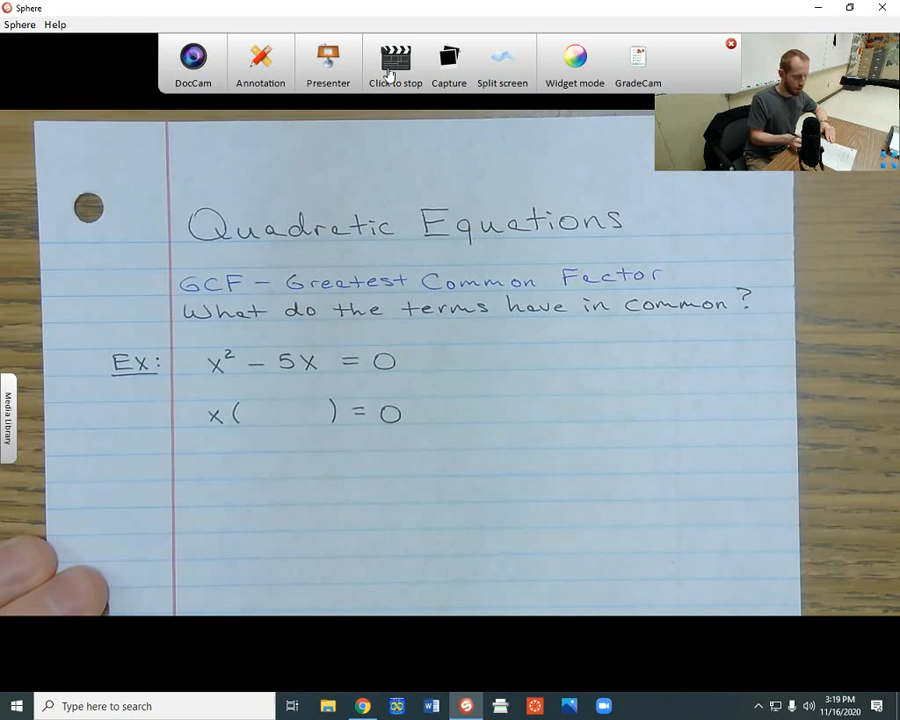 Sphere
Sphere Help
DocCam Annotation Presenter Click to stop Capture Split screen Widget mode GradeCam
Quadratic Equations
GCF - Greatest Common Factor
What do the terms have in common?
Ex: x² - 5x = 0
x( ) = 0
Media Library
Type here to search
3:19 PM
11/16/2020